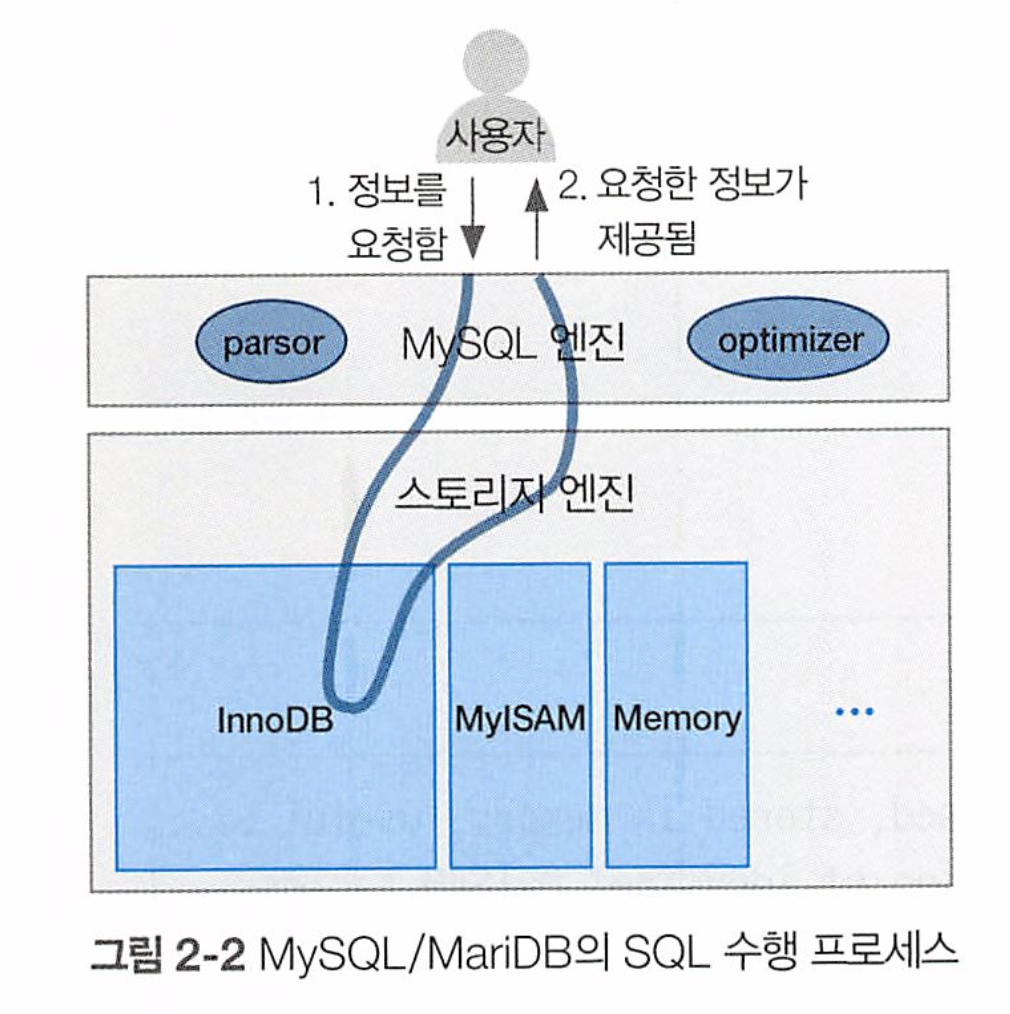 사용자
1. 정보를
요청함
2. 요청한 정보가
제공됨
parsor
MySQL 엔진
optimizer
스토리지 엔진
InnoDB
MyISAM
Memory
...
그림 2-2 MySQL/MariDB의 SQL 수행 프로세스